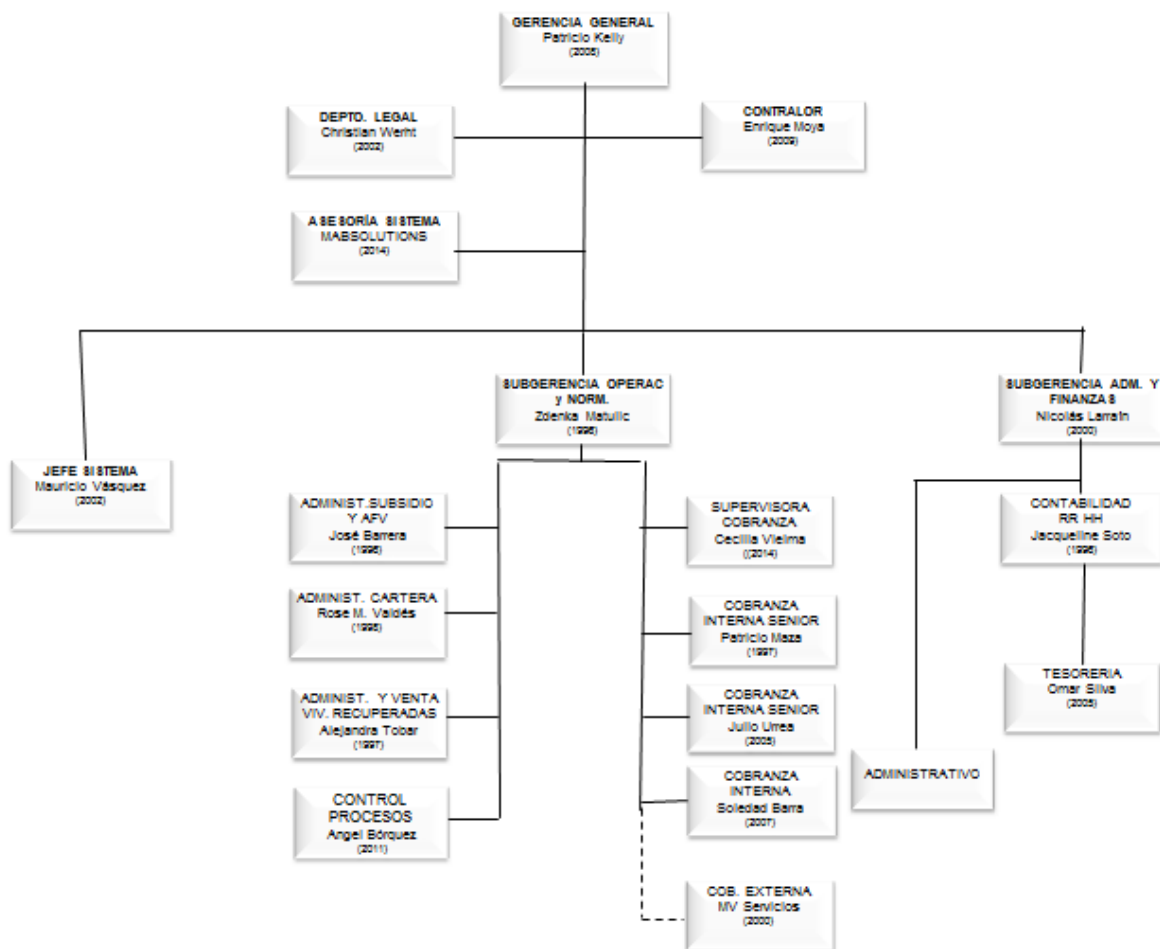 GERENCIA GENERAL
Patricio Kelly
(2005)
DEPTO. LEGAL
Christian Werht
(2002)
CONTRALOR
Enrique Moya
(2009)
ASESORÍA SISTEMA
MABSOLUTIONS
(2014)
SUBGERENCIA OPERAC
y NORM.
Zdenka Matulic
(1996)
SUBGERENCIA ADM. Y
FINANZAS
Nicolás Larraín
(2000)
JEFE SISTEMA
Mauricio Vásquez
(2002)
ADMINIST.SUBSIDIO
Y AFV
José Barrera
(1996)
ADMINIST. CARTERA
Rose M. Valdés
ADMINIST. Y VENTA
VIV. RECUPERADAS
Alejandra Tobar
(1997)
CONTROL
PROCESOS
Angel Bórquez
(2011)
SUPERVISORA
COBRANZA
Cecilia Vielma
((2014)
COBRANZA
INTERNA SENIOR
Patricio Maza
(1997)
COBRANZA
INTERNA SENIOR
Julio Urrea
(2005)
COBRANZA
INTERNA
Soledad Barra
(2007)
COB. EXTERNA
MV Servicios
(2000)
CONTABILIDAD
RR HH
Jacqueline Soto
(1996)
TESORERIA
Omar Silva
(2005)
ADMINISTRATIVO